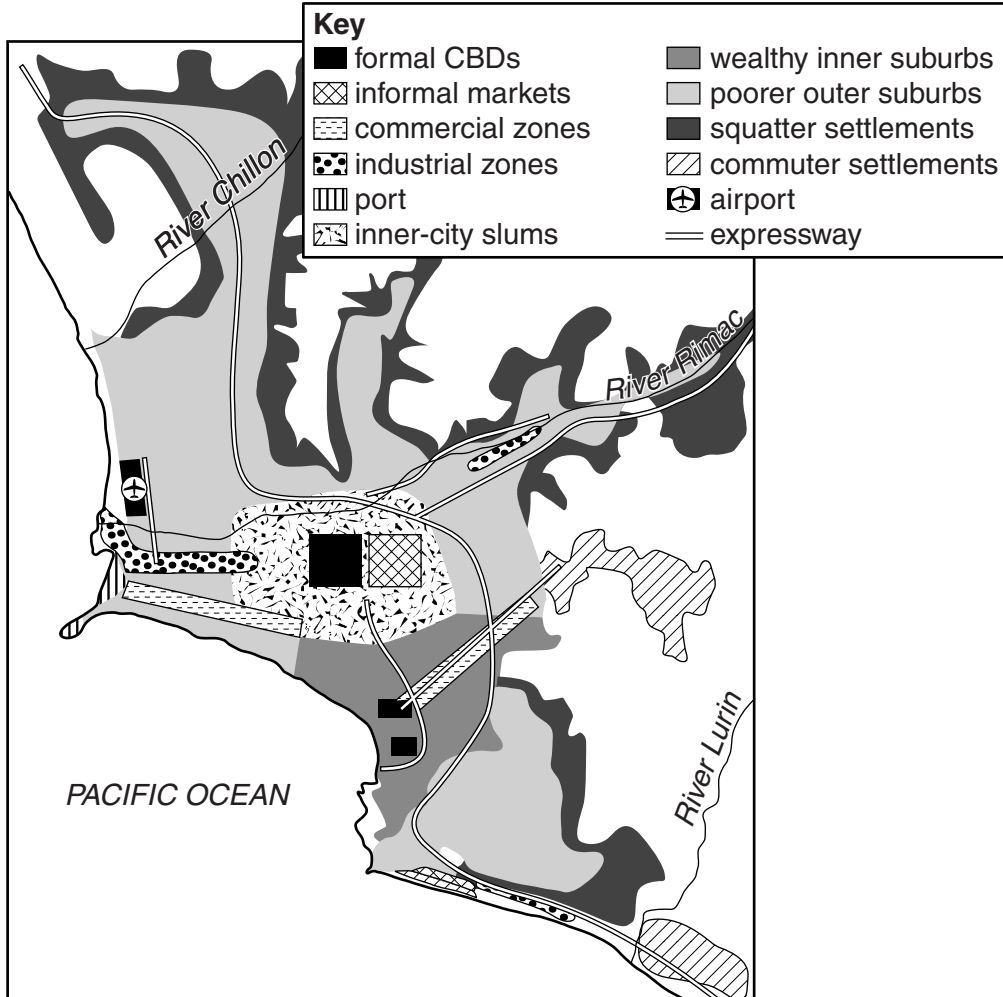 Key
formal CBDs
informal markets
commercial zones
industrial zones
port
inner-city slums
wealthy inner suburbs
poorer outer suburbs
squatter settlements
commuter settlements
airport
expressway
River Chillon
River Rimac
River Lurin
PACIFIC OCEAN